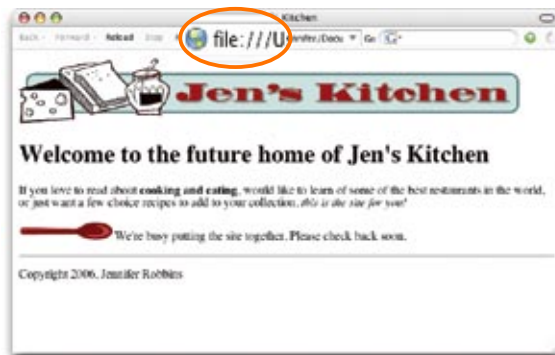 Kitchen
Back Forward Reload Stop
file:///U
ennifer/Docu Go
Jen's Kitchen
Welcome to the future home of Jen's Kitchen
If you love to read about cooking and eating, would like to learn of some of the best restaurants in the world,
or just want a few choice recipes to add to your collection, this is the site for you!
We're busy putting the site together. Please check back soon.
Copyright 2006, Jennifer Robbins